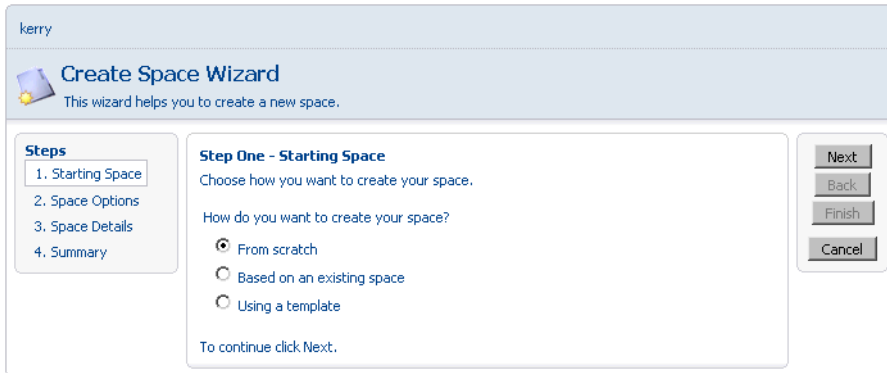 kerry
Create Space Wizard
This wizard helps you to create a new space.
Steps
1. Starting Space
2. Space Options
3. Space Details
4. Summary
Step One - Starting Space
Choose how you want to create your space.
How do you want to create your space?
From scratch
Based on an existing space
Using a template
To continue click Next.
Next
Back
Finish
Cancel